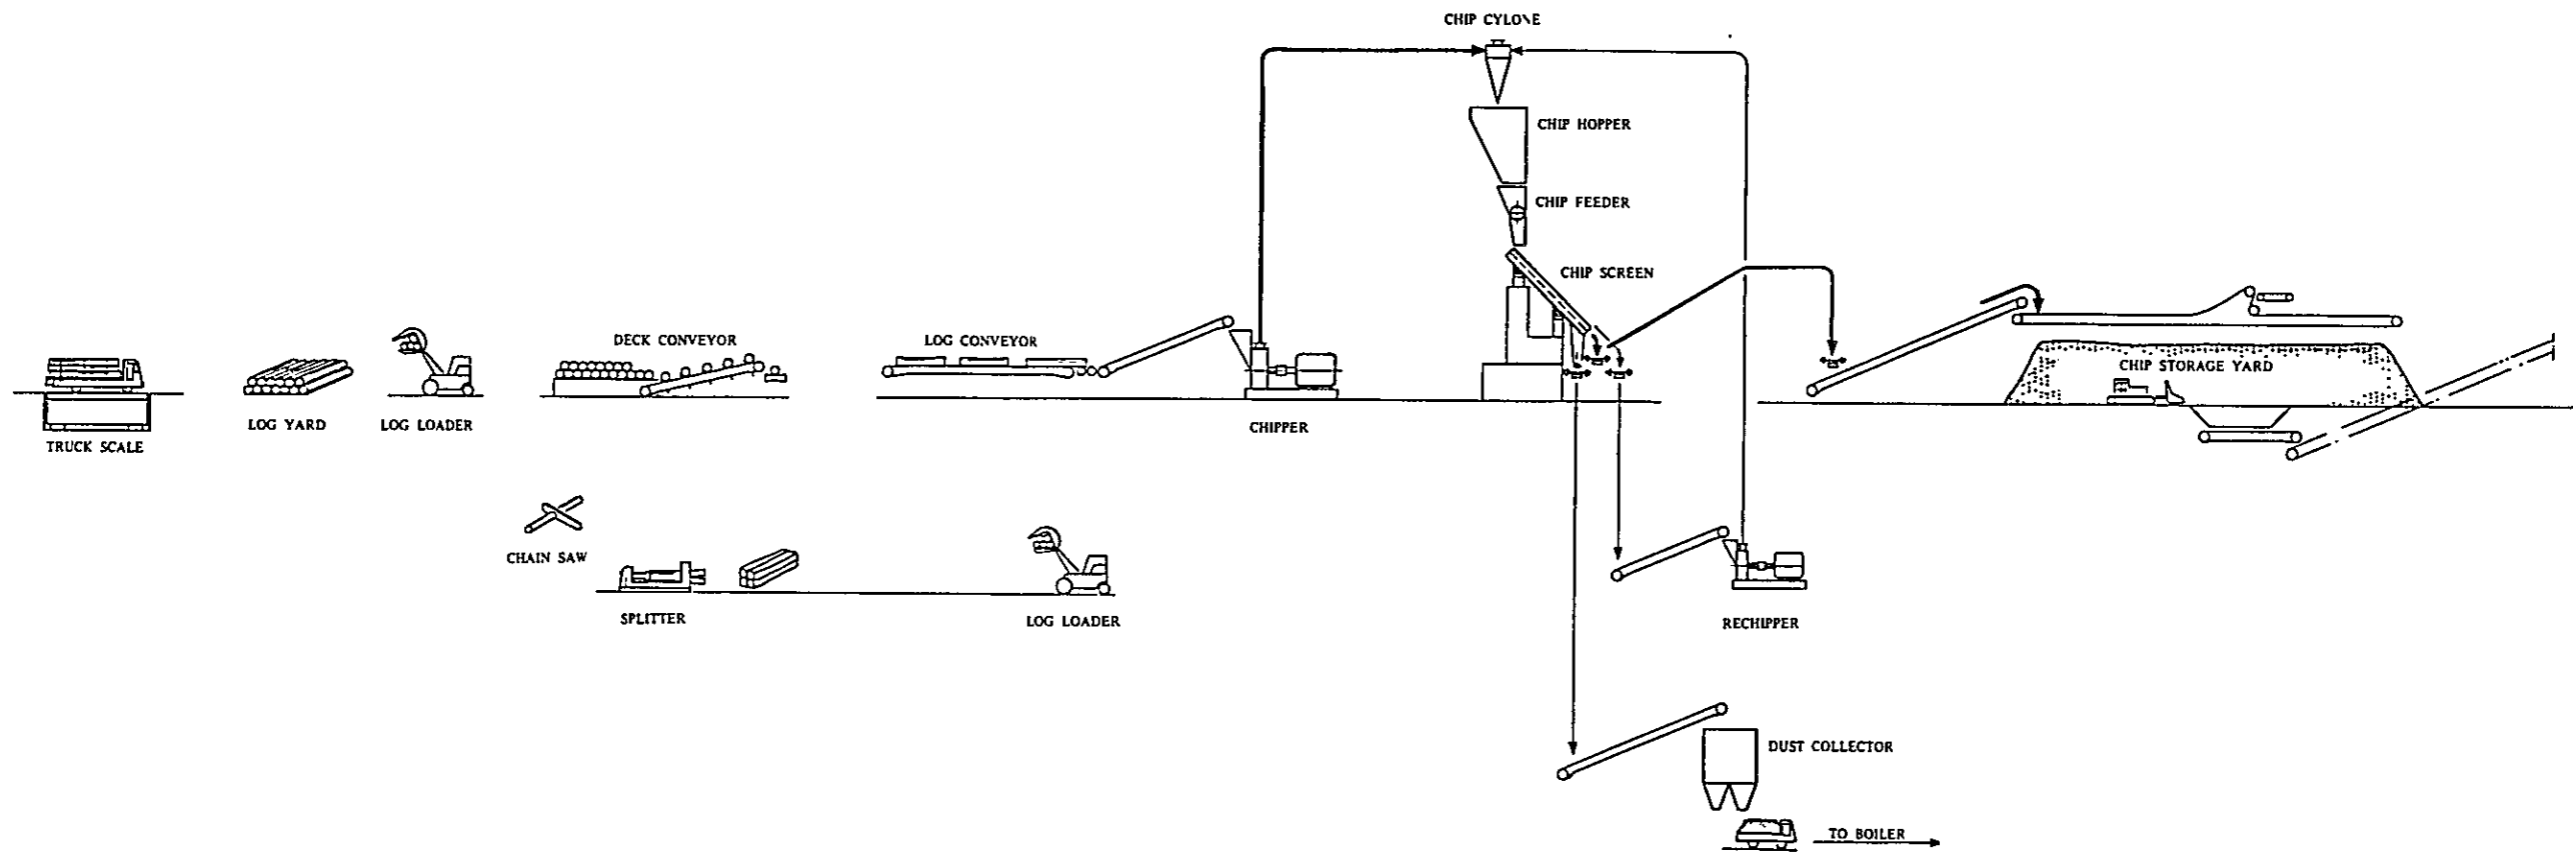 CHIP CYLONE
CHIP HOPPER
CHIP FEEDER
CHIP SCREEN
DECK CONVEYOR
LOG CONVEYOR
CHIP STORAGE YARD
TRUCK SCALE
LOG YARD
LOG LOADER
CHIPPER
CHAIN SAW
SPLITTER
LOG LOADER
RECHIPPER
DUST COLLECTOR
TO BOILER